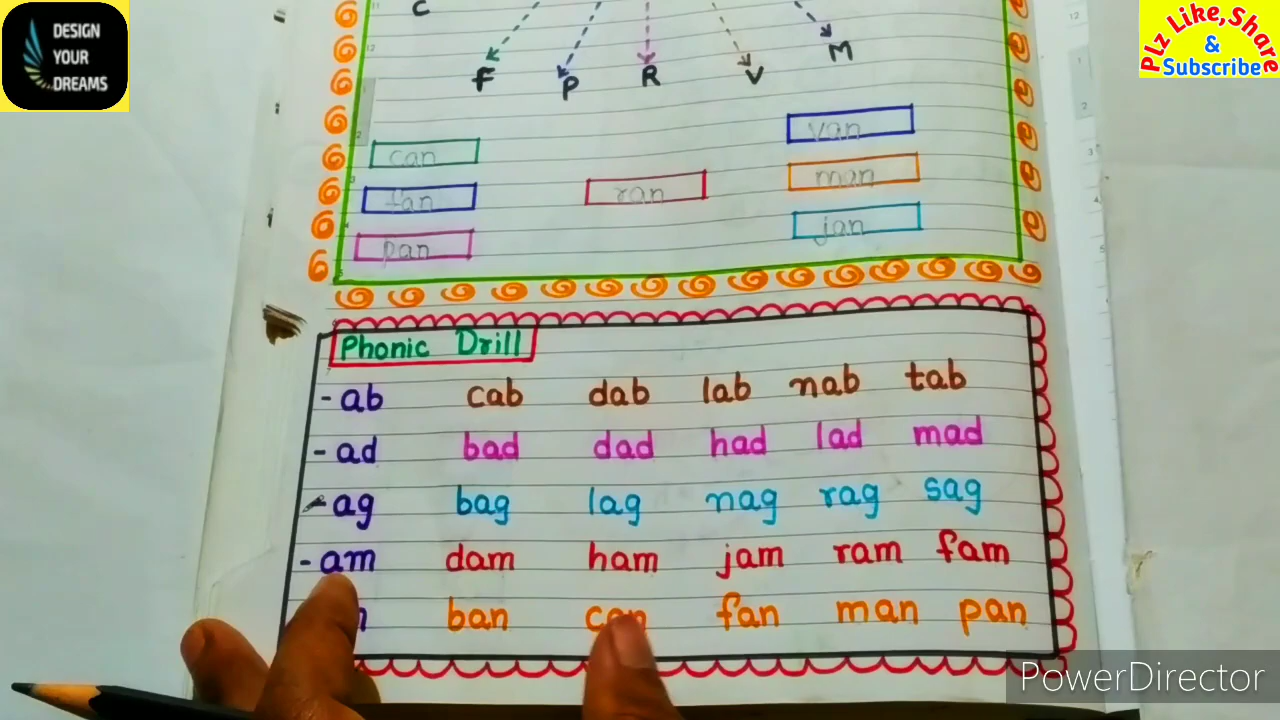 DESIGN
YOUR
DREAMS
Plz Like, Share
&
Subscribe
C
F P R V M
can
fan
pan
ran
van
man
jan
Phonic Drill
- ab cab dab lab nab tab
- ad bad dad had lad mad
- ag bag lag nag rag sag
- am dam ham jam ram fam
ban can fan man pan
PowerDirector